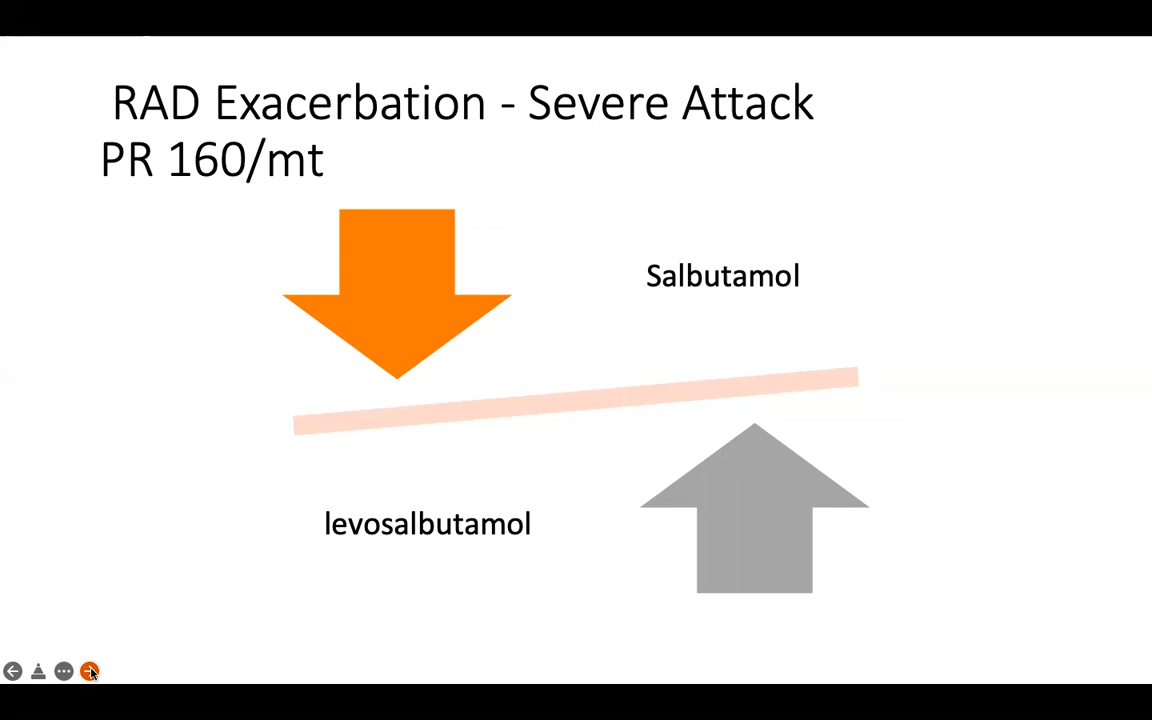 RAD Exacerbation - Severe Attack
PR 160/mt
Salbutamol
levosalbutamol